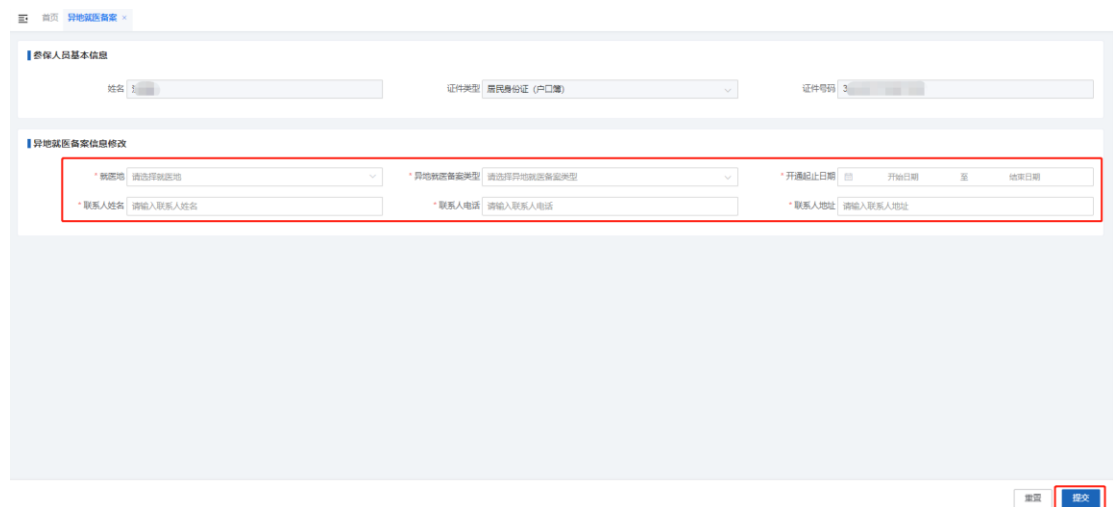 首页 异地就医备案 ×
参保人员基本信息
姓名 证件类型 居民身份证（户口簿） 证件号码 3
异地就医备案信息修改
* 就医地 请选择就医地 * 异地就医备案类型 请选择异地就医备案类型 * 开通起止日期 开始日期 至 结束日期
* 联系人姓名 请输入联系人姓名 * 联系人电话 请输入联系人电话 * 联系人地址 请输入联系人地址
重置 提交